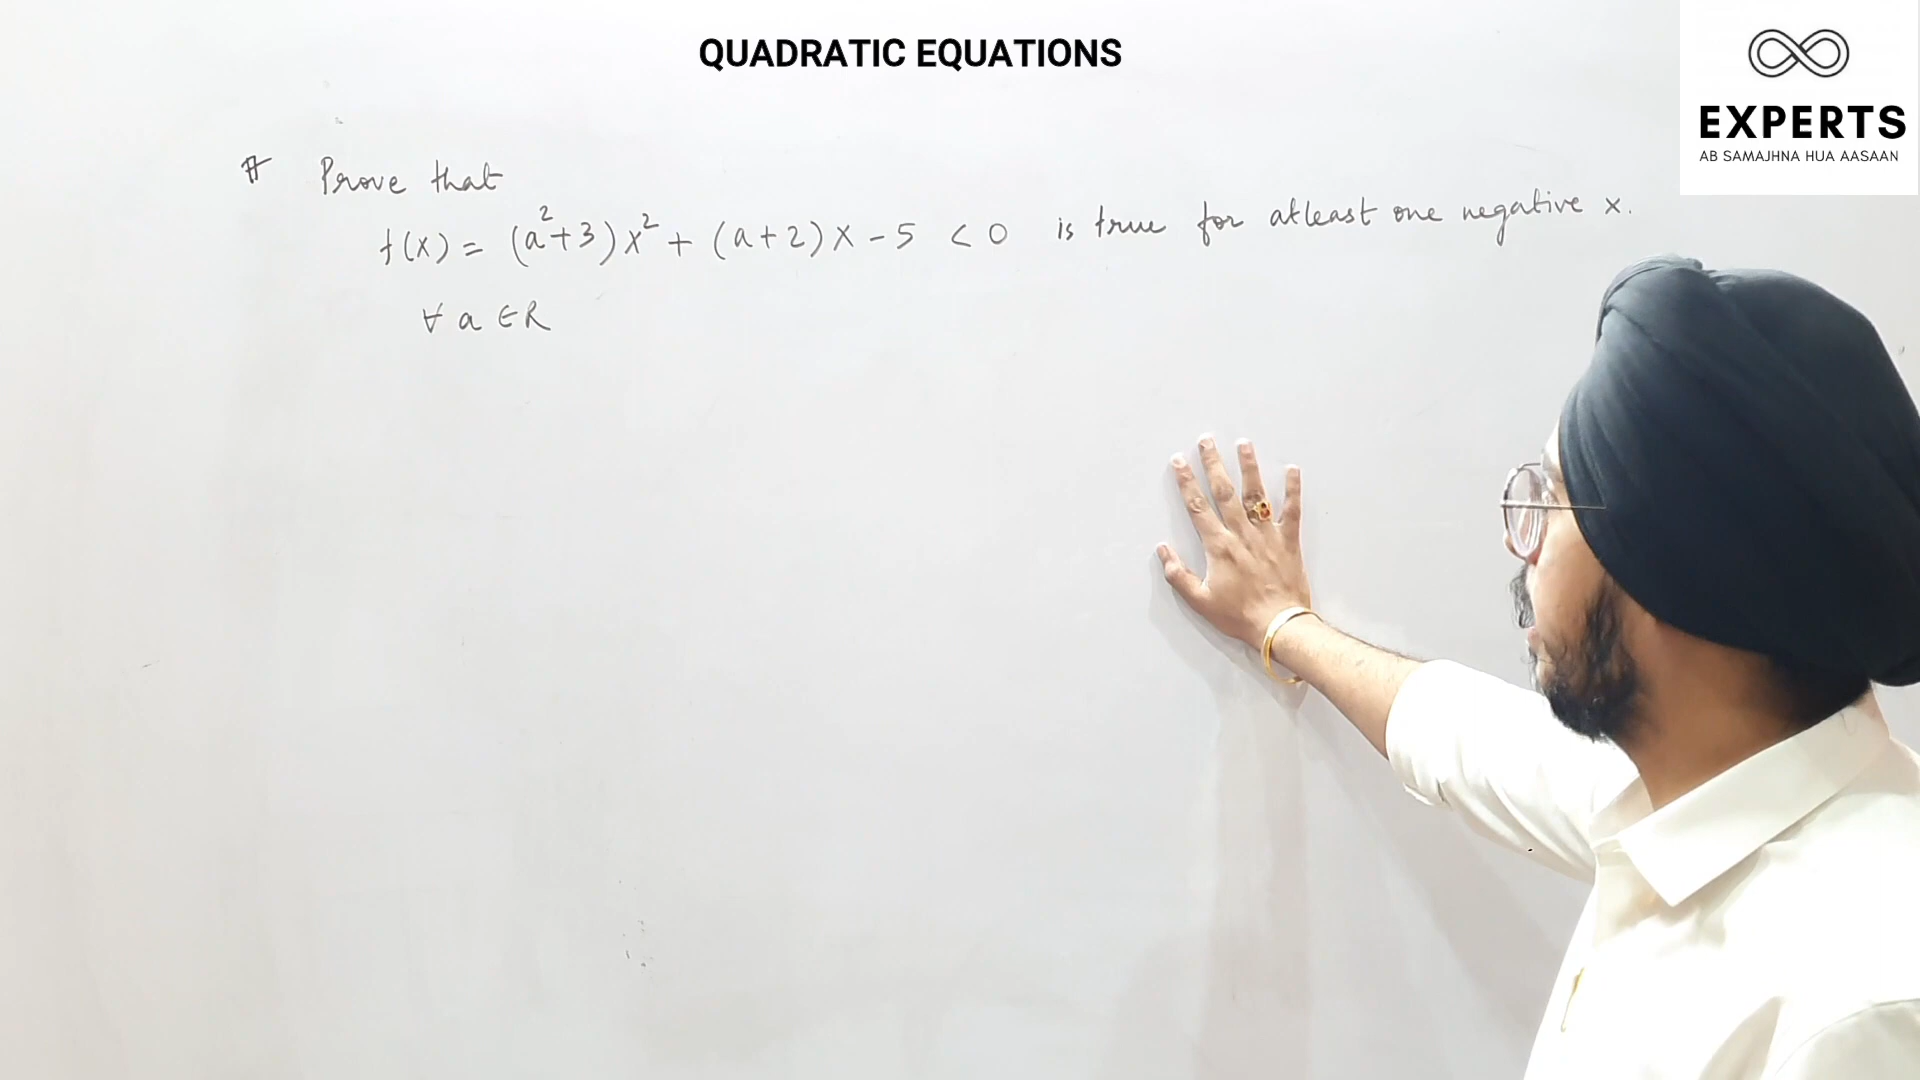 QUADRATIC EQUATIONS
EXPERTS
AB SAMAJHNA HUA AASAAN
# Prove that
f(x) = (a²+3)x² + (a+2)x - 5 < 0 is true for atleast one negative x.
∀ a ∈ R